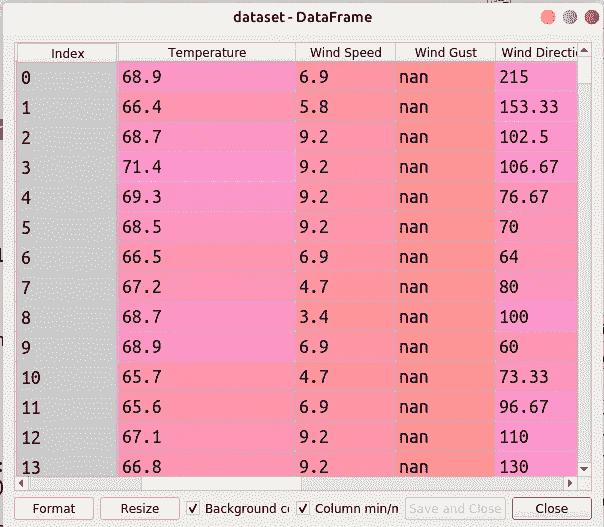 dataset - DataFrame
Index Temperature Wind Speed Wind Gust Wind Directic
0 68.9 6.9 nan 215
1 66.4 5.8 nan 153.33
2 68.7 9.2 nan 102.5
3 71.4 9.2 nan 106.67
4 69.3 9.2 nan 76.67
5 68.5 9.2 nan 70
6 66.5 6.9 nan 64
7 67.2 4.7 nan 80
8 68.7 3.4 nan 100
9 68.9 6.9 nan 60
10 65.7 4.7 nan 73.33
11 65.6 6.9 nan 96.67
12 67.1 9.2 nan 110
13 66.8 9.2 nan 130
Format Resize Background co Column min/n Save and Close Close